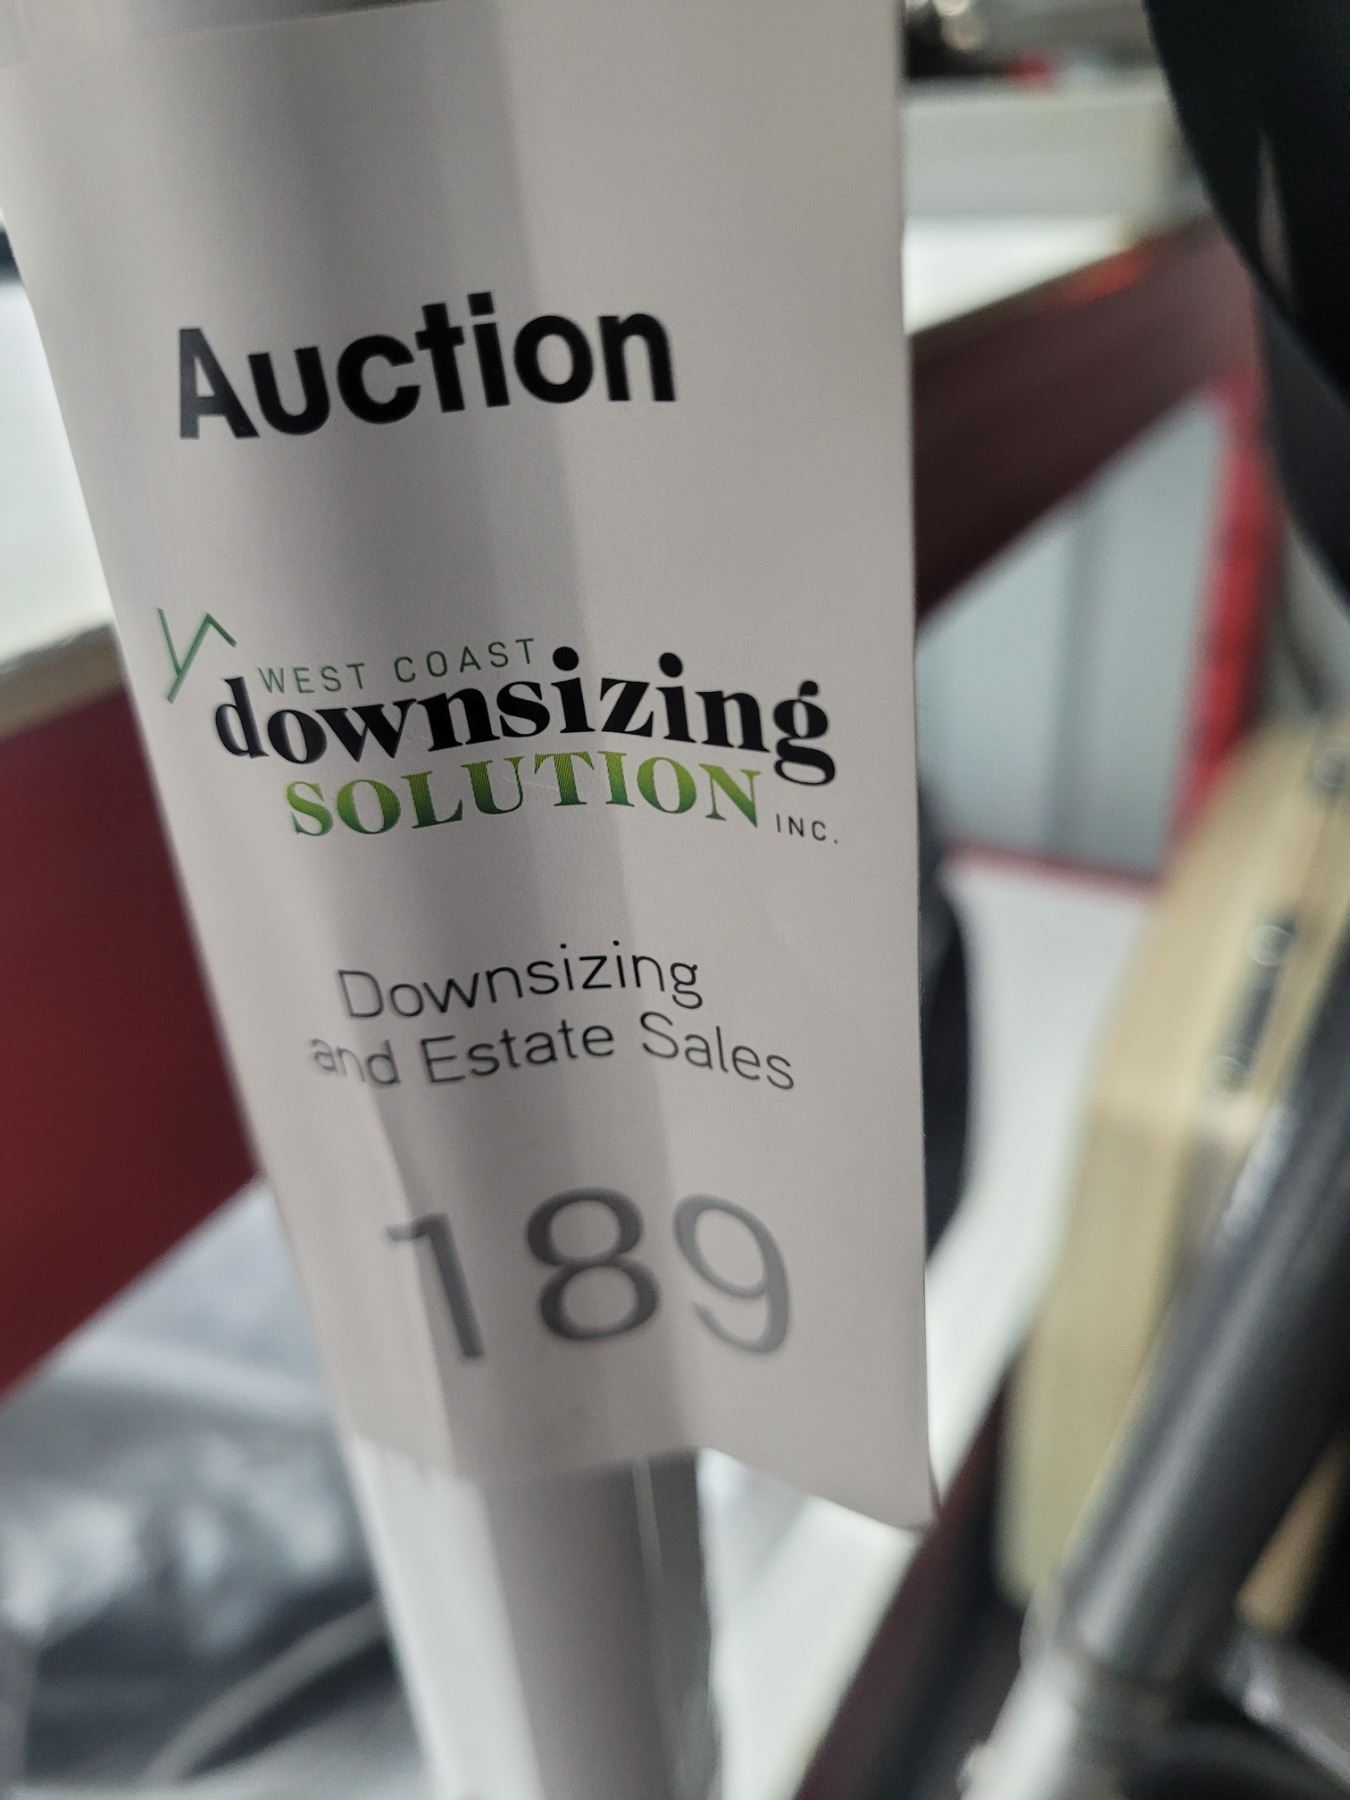 Auction
WEST COAST
downsizing
SOLUTION INC.
Downsizing
and Estate Sales
189